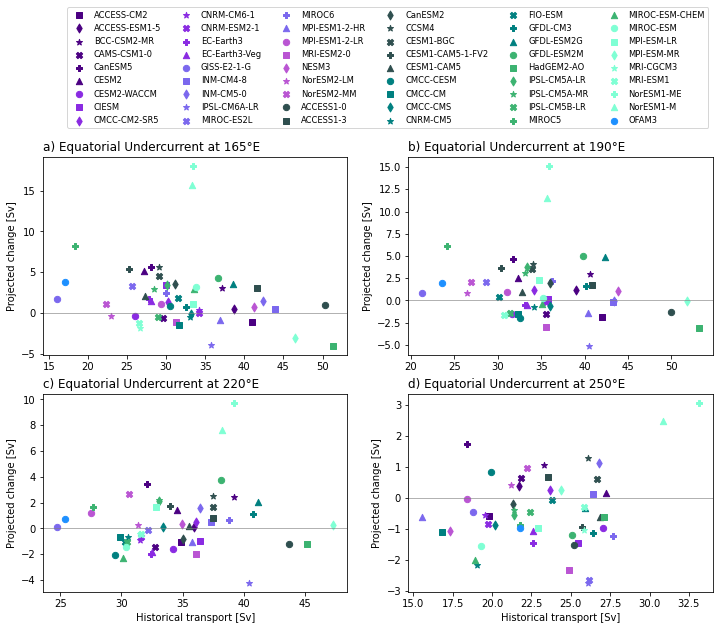 ACCESS-CM2 CNRM-CM6-1 MIROC6 CanESM2 FIO-ESM MIROC-ESM-CHEM
ACCESS-ESM1-5 CNRM-ESM2-1 MPI-ESM1-2-HR CCSM4 GFDL-CM3 MIROC-ESM
BCC-CSM2-MR EC-Earth3 MPI-ESM1-2-LR CESM1-BGC GFDL-ESM2G MPI-ESM-LR
CAMS-CSM1-0 EC-Earth3-Veg MRI-ESM2-0 CESM1-CAM5-1-FV2 GFDL-ESM2M MPI-ESM-MR
CanESM5 GISS-E2-1-G NESM3 CESM1-CAM5 HadGEM2-AO MRI-CGCM3
CESM2 INM-CM4-8 NorESM2-LM CMCC-CESM IPSL-CM5A-LR MRI-ESM1
CESM2-WACCM INM-CM5-0 NorESM2-MM CMCC-CM IPSL-CM5A-MR NorESM1-ME
CIESM IPSL-CM6A-LR ACCESS1-0 CMCC-CMS IPSL-CM5B-LR NorESM1-M
CMCC-CM2-SR5 MIROC-ES2L ACCESS1-3 CNRM-CM5 MIROC5 OFAM3
a) Equatorial Undercurrent at 165°E
Projected change [Sv]
15
10
5
0
−5
15 20 25 30 35 40 45 50
b) Equatorial Undercurrent at 190°E
Projected change [Sv]
15.0
12.5
10.0
7.5
5.0
2.5
0.0
−2.5
−5.0
20 25 30 35 40 45 50
c) Equatorial Undercurrent at 220°E
Projected change [Sv]
10
8
6
4
2
0
−2
−4
25 30 35 40 45
Historical transport [Sv]
d) Equatorial Undercurrent at 250°E
Projected change [Sv]
3
2
1
0
−1
−2
−3
15.0 17.5 20.0 22.5 25.0 27.5 30.0 32.5
Historical transport [Sv]